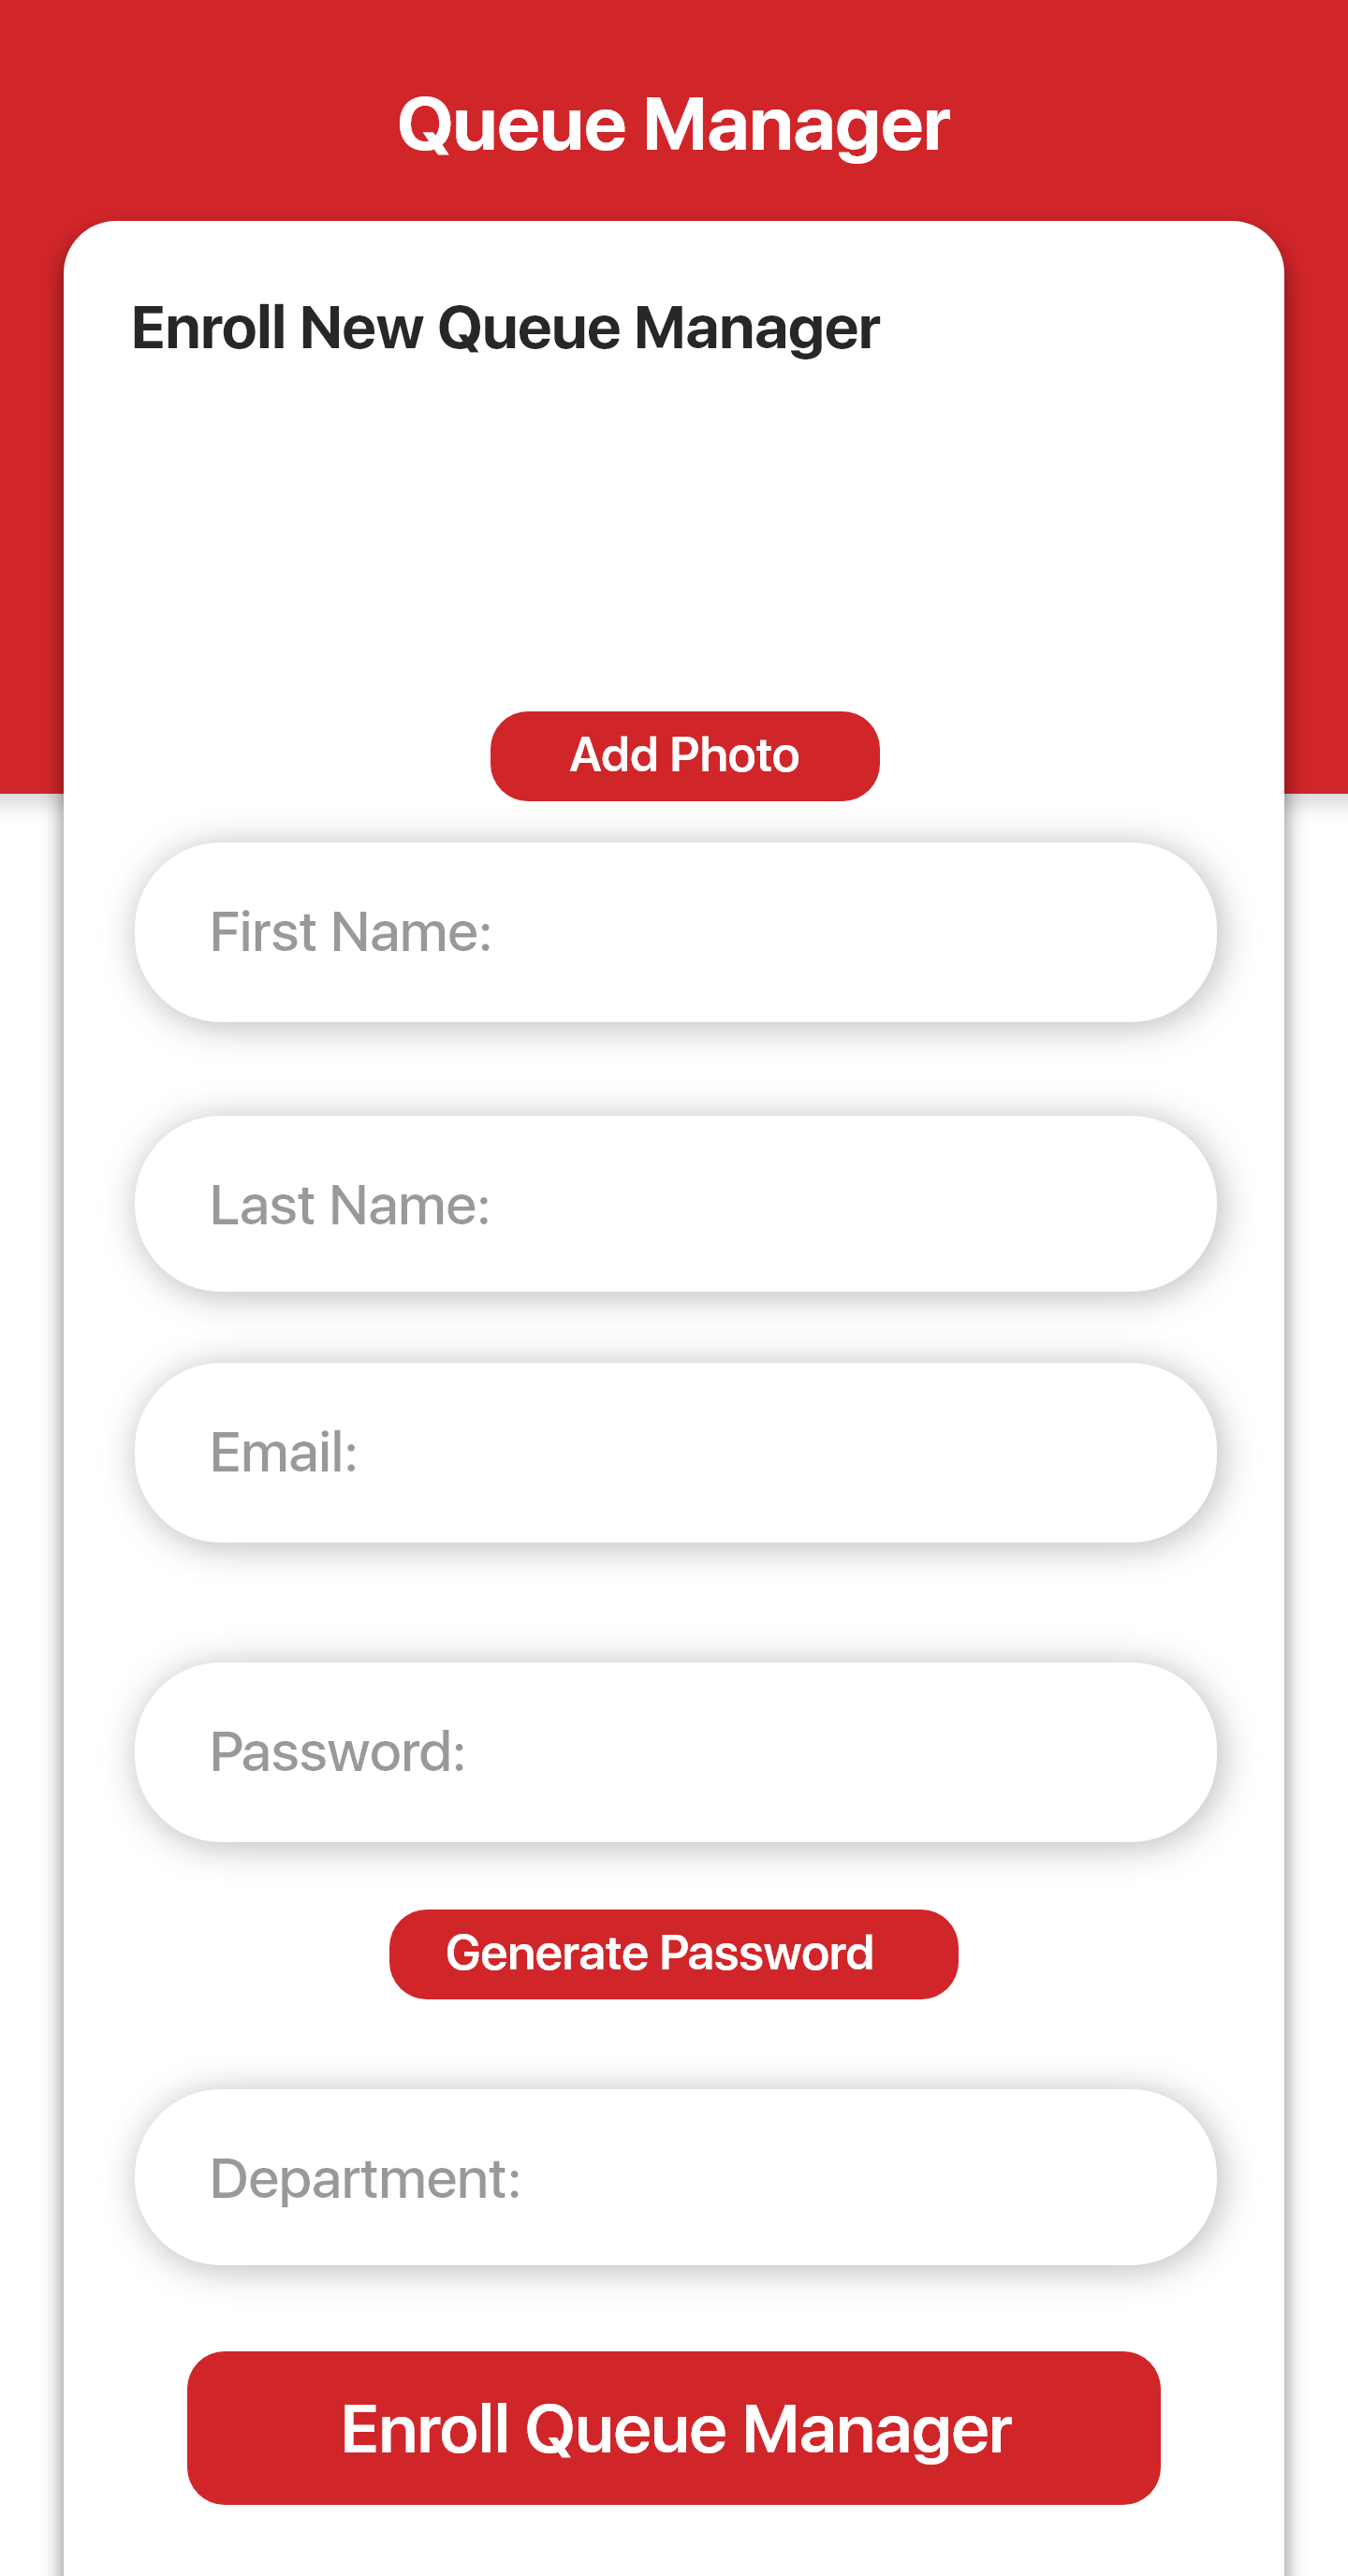 Queue Manager
Enroll New Queue Manager
Add Photo
First Name:
Last Name:
Email:
Password:
Generate Password
Department:
Enroll Queue Manager